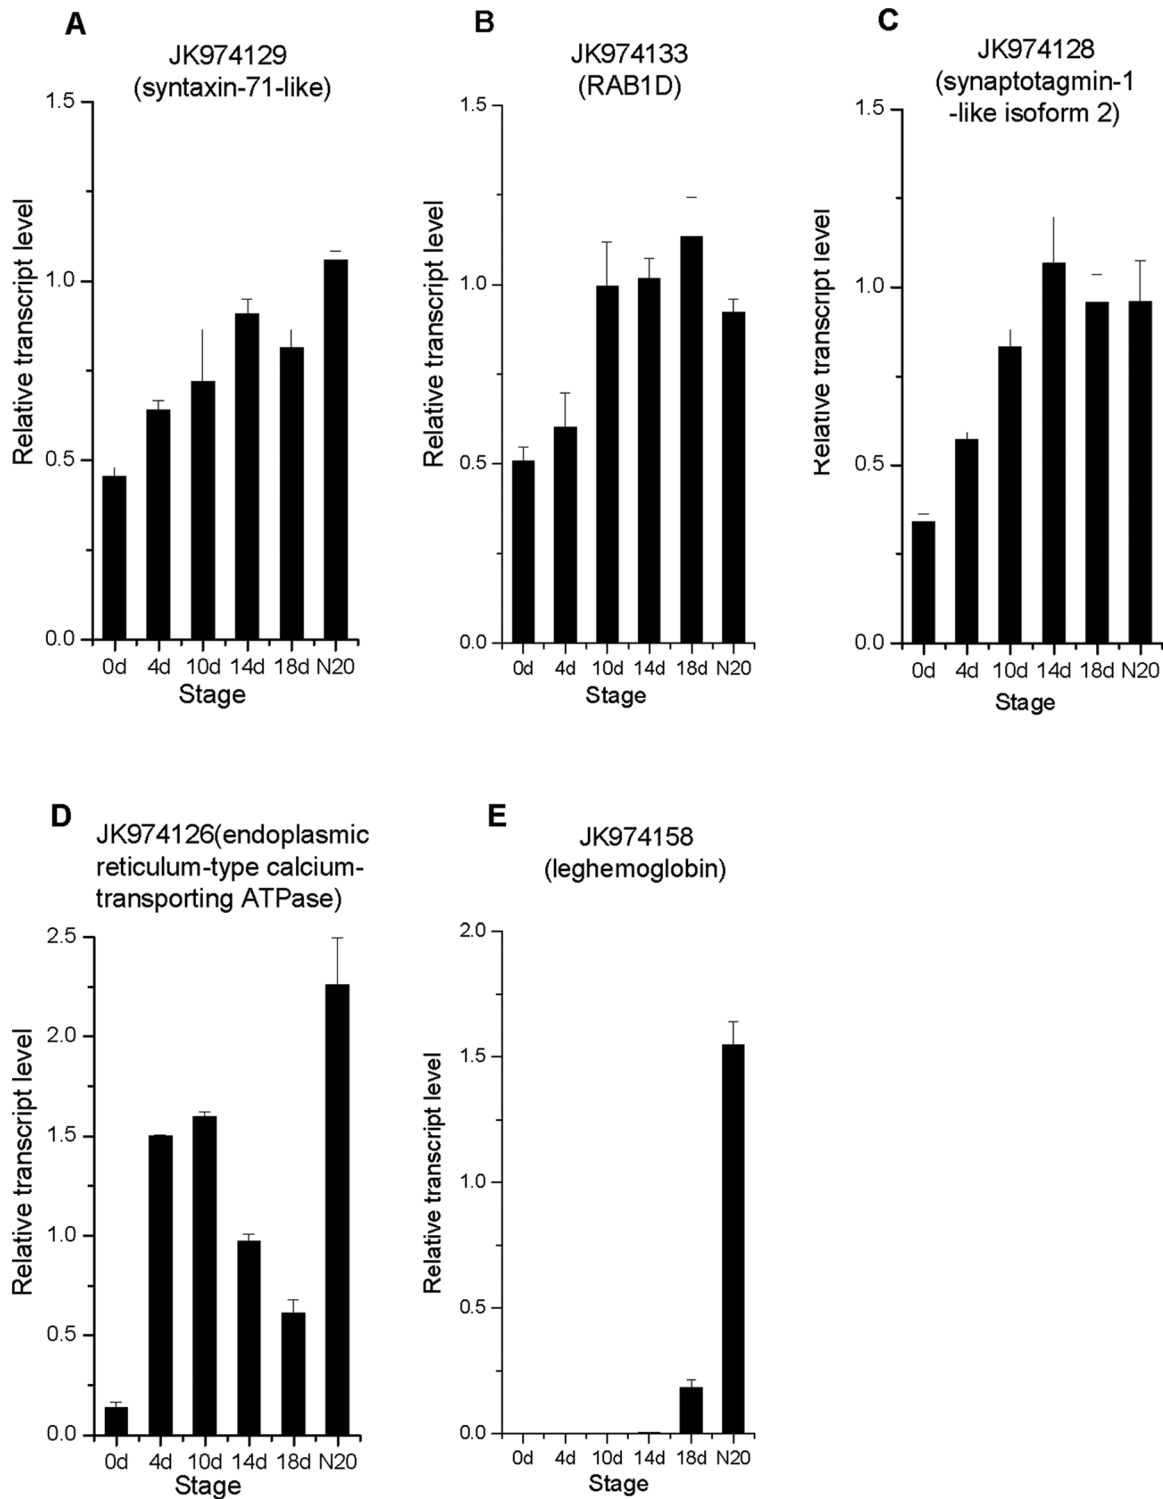 A
JK974129
(syntaxin-71-like)
1.5
1.0
0.5
0.0
Relative transcript level
0d 4d 10d 14d 18d N20
Stage
B
JK974133
(RAB1D)
1.5
1.0
0.5
0.0
Relative transcript level
0d 4d 10d 14d 18d N20
Stage
C
JK974128
(synaptotagmin-1
-like isoform 2)
1.5
1.0
0.5
0.0
Relative transcript level
0d 4d 10d 14d 18d N20
Stage
D
JK974126(endoplasmic
reticulum-type calcium-
transporting ATPase)
2.5
2.0
1.5
1.0
0.5
0.0
Relative transcript level
0d 4d 10d 14d 18d N20
Stage
E
JK974158
(leghemoglobin)
2.0
1.5
1.0
0.5
0.0
Relative transcript level
0d 4d 10d 14d 18d N20
Stage